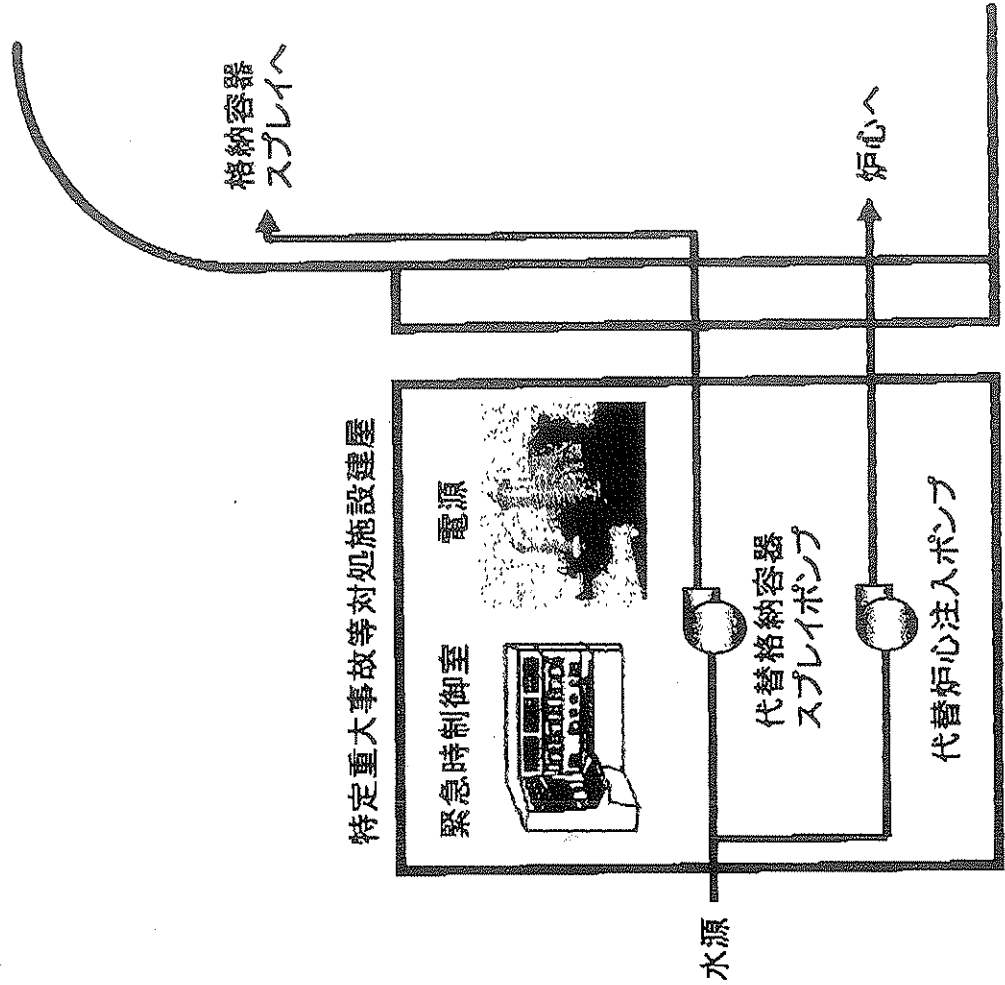 特定重大事故等対処施設建屋
緊急時制御室
電源
格納容器
スプレイへ
代替格納容器
スプレイポンプ
炉心へ
代替炉心注入ポンプ
水源